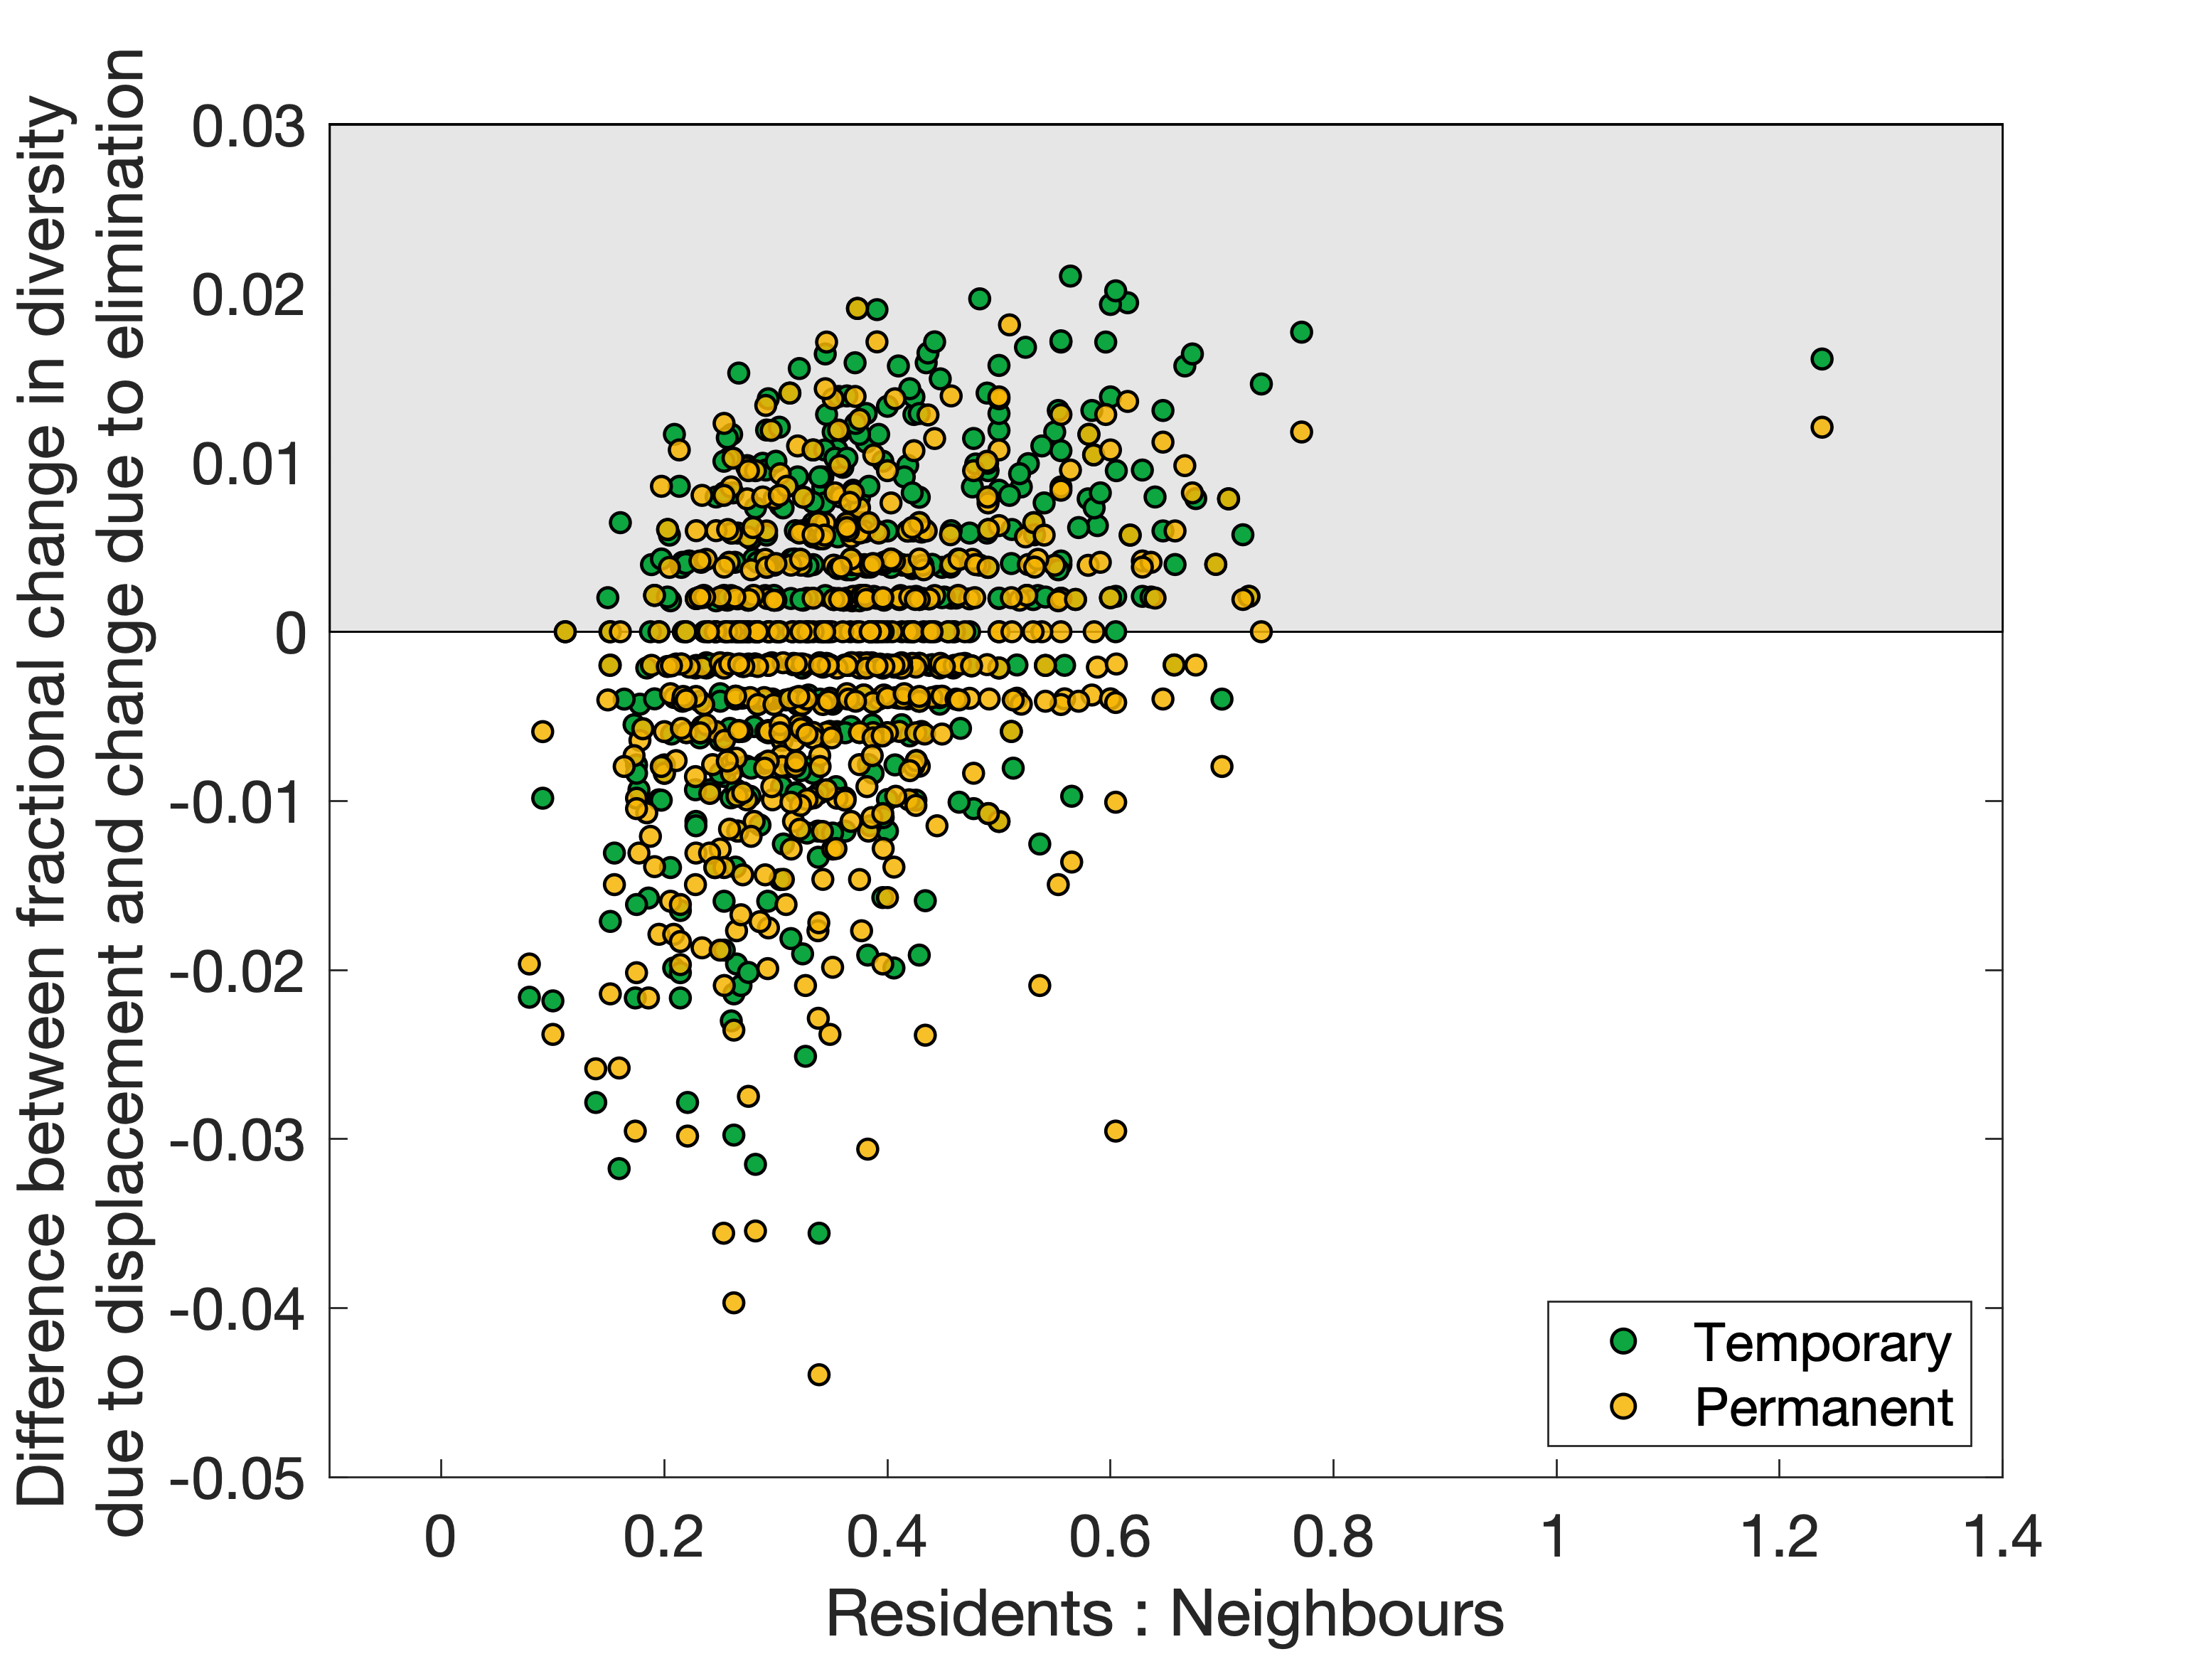 Difference between fractional change in diversity
due to displacement and change due to elimination
0.03
0.02
0.01
0
-0.01
-0.02
-0.03
-0.04
-0.05
Temporary
Permanent
0 0.2 0.4 0.6 0.8 1 1.2 1.4
Residents : Neighbours